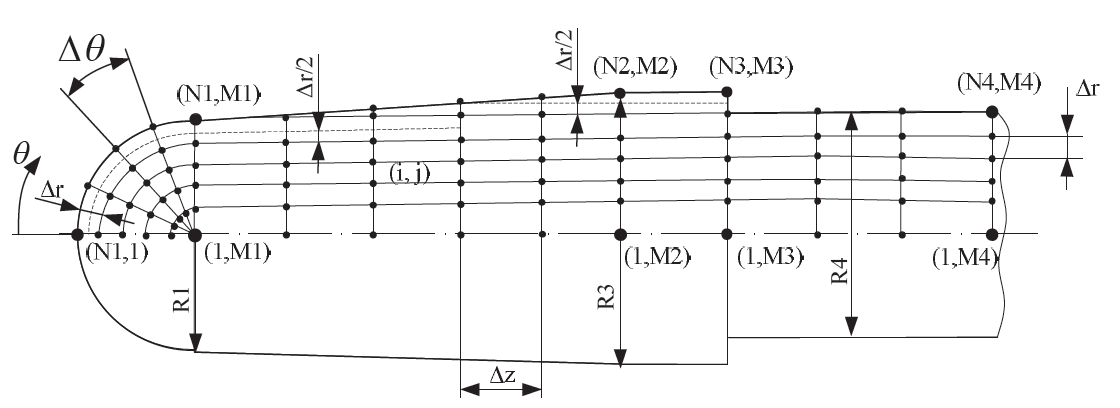 Δθ
Δr/2
Δr/2
(N2,M2)
(N3,M3)
(N1,M1)
(N4,M4)
Δr
θ
(i, j)
Δr
(N1,1)
(1,M1)
(1,M2)
(1,M3)
(1,M4)
R1
R3
R4
Δz